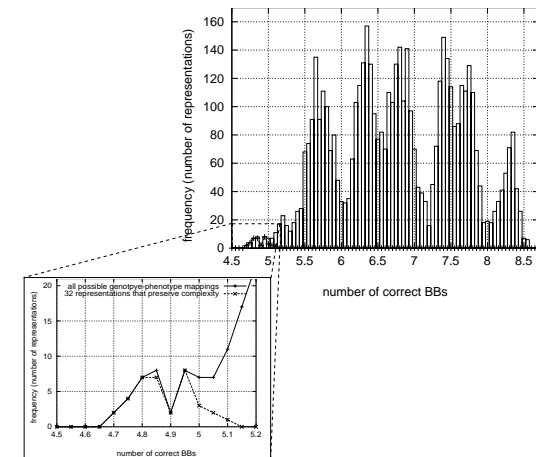 160
140
120
100
80
60
40
20
0
frequency (number of representations)
4.5 5 5.5 6 6.5 7 7.5 8 8.5
number of correct BBs
all possible genotpye-phenotype mappings
32 representations that preserve complexity
20
15
10
5
0
frequency (number of representations)
4.5 4.6 4.7 4.8 4.9 5 5.1 5.2
number of correct BBs